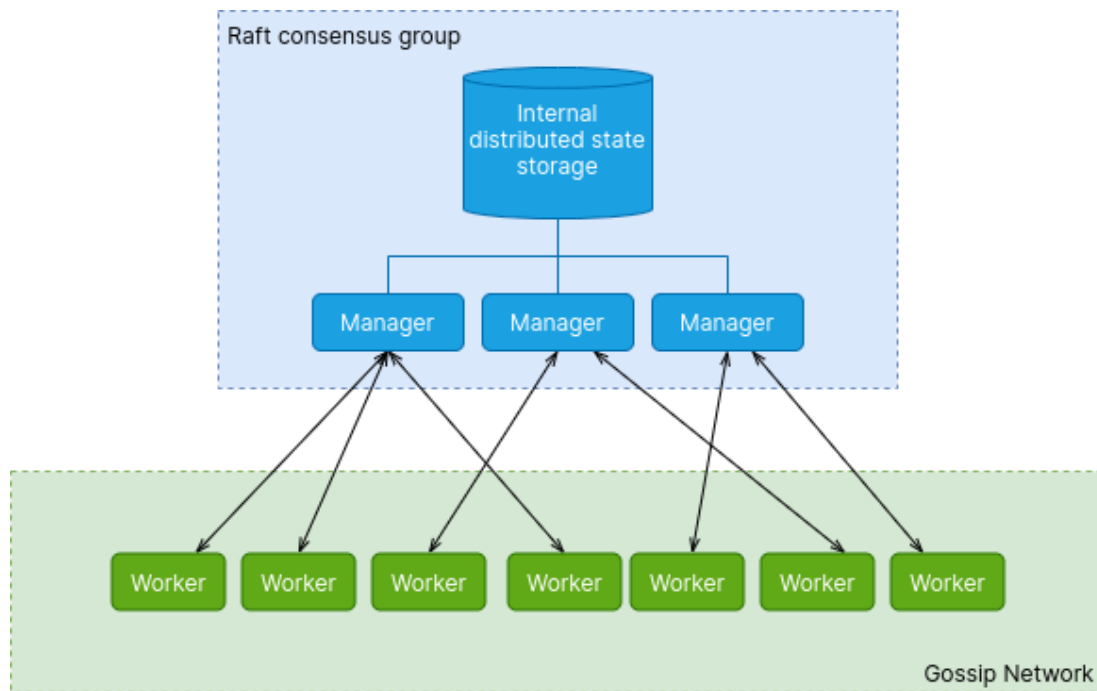 Raft consensus group
Internal
distributed state
storage
Manager
Manager
Manager
Worker
Worker
Worker
Worker
Worker
Worker
Worker
Gossip Network